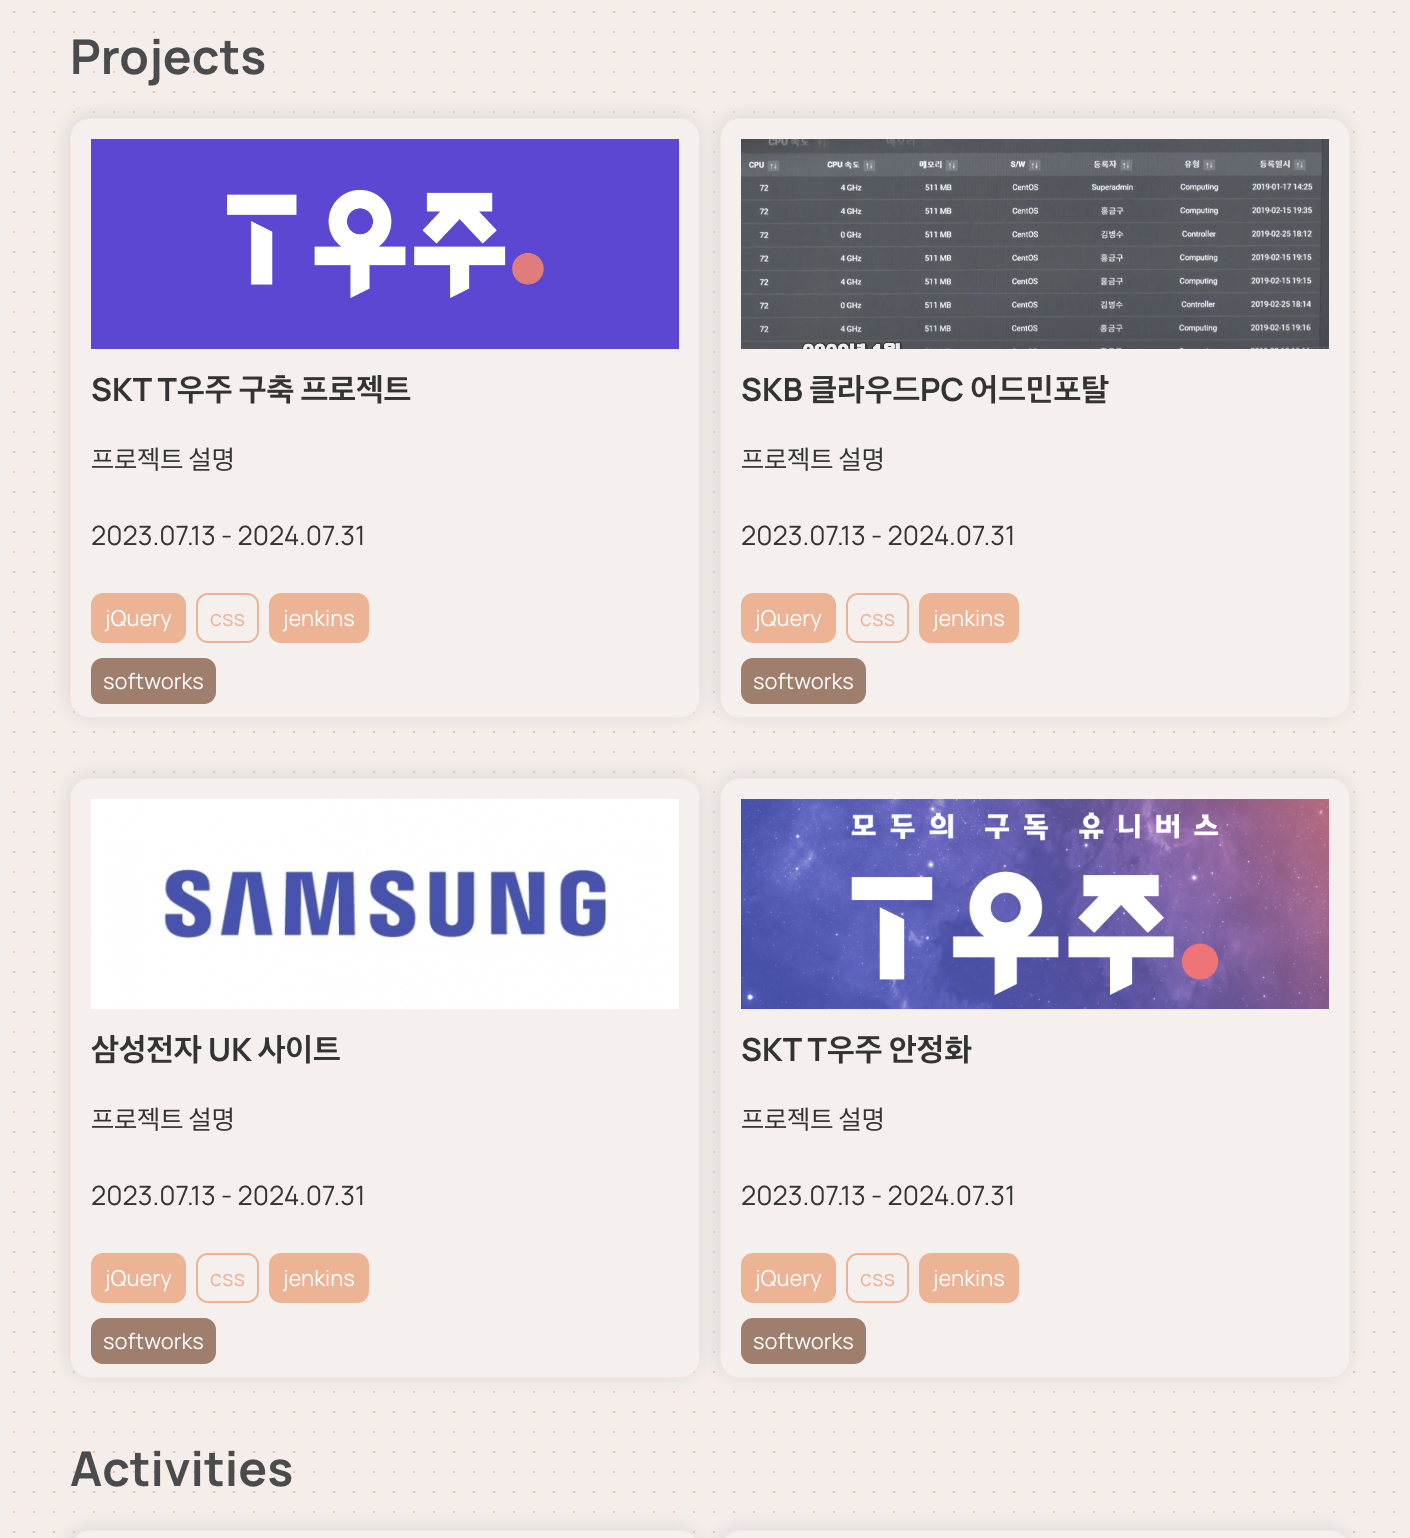 Projects
T우주
CPU 속도 메모리
CPU CPU 속도 메모리 S/W 등록자 유형 등록일시
72 4 GHz 511 MB CentOS Superadmin Computing 2019-01-17 14:25
72 4 GHz 511 MB CentOS 홍금구 Computing 2019-02-15 19:35
72 0 GHz 511 MB CentOS 김병수 Controller 2019-02-25 18:12
72 4 GHz 511 MB CentOS 홍금구 Computing 2019-02-15 19:15
72 4 GHz 511 MB CentOS 홍금구 Computing 2019-02-15 19:15
72 0 GHz 511 MB CentOS 김병수 Controller 2019-02-25 18:14
72 4 GHz 511 MB CentOS 홍금구 Computing 2019-02-15 19:16
SKT T우주 구축 프로젝트
프로젝트 설명
2023.07.13 - 2024.07.31
jQuery css jenkins
softworks
SKB 클라우드PC 어드민포탈
프로젝트 설명
2023.07.13 - 2024.07.31
jQuery css jenkins
softworks
SAMSUNG
삼성전자 UK 사이트
프로젝트 설명
2023.07.13 - 2024.07.31
jQuery css jenkins
softworks
모두의 구독 유니버스
T우주
SKT T우주 안정화
프로젝트 설명
2023.07.13 - 2024.07.31
jQuery css jenkins
softworks
Activities